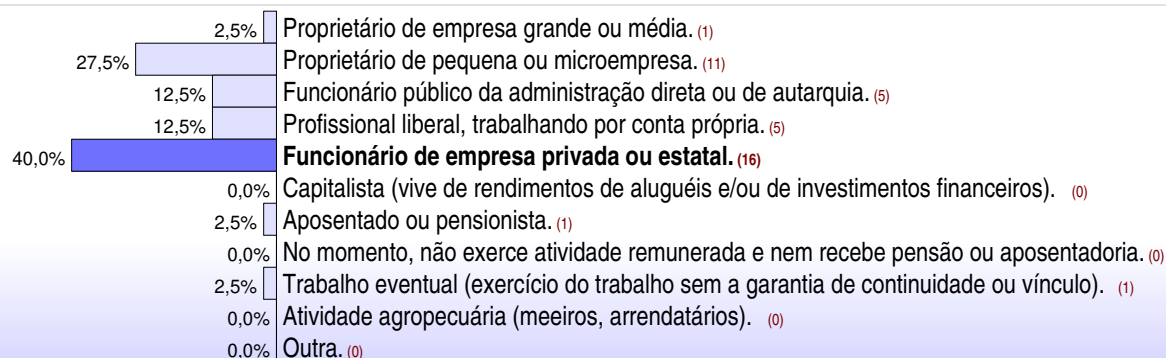 2,5% Proprietário de empresa grande ou média. (1)
27,5% Proprietário de pequena ou microempresa. (11)
12,5% Funcionário público da administração direta ou de autarquia. (5)
12,5% Profissional liberal, trabalhando por conta própria. (5)
40,0% Funcionário de empresa privada ou estatal. (16)
0,0% Capitalista (vive de rendimentos de aluguéis e/ou de investimentos financeiros). (0)
2,5% Aposentado ou pensionista. (1)
0,0% No momento, não exerce atividade remunerada e nem recebe pensão ou aposentadoria. (0)
2,5% Trabalho eventual (exercício do trabalho sem a garantia de continuidade ou vínculo). (1)
0,0% Atividade agropecuária (meeiros, arrendatários). (0)
0,0% Outra. (0)